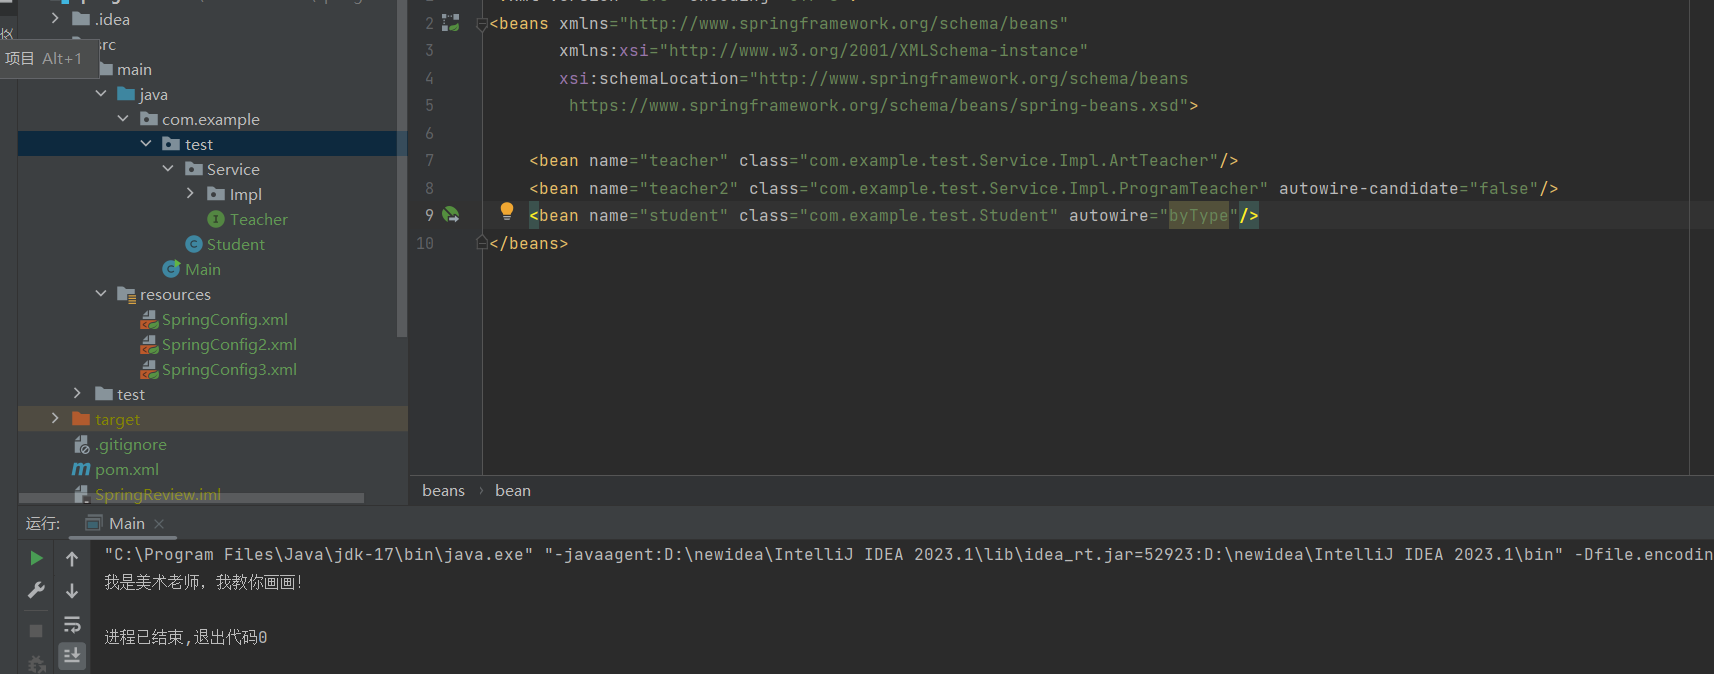 .idea
src
项目 Alt+1
main
java
com.example
test
Service
Impl
Teacher
Student
Main
resources
SpringConfig.xml
SpringConfig2.xml
SpringConfig3.xml
test
target
.gitignore
pom.xml
SpringReview.iml
2 <beans xmlns="http://www.springframework.org/schema/beans"
3 xmlns:xsi="http://www.w3.org/2001/XMLSchema-instance"
4 xsi:schemaLocation="http://www.springframework.org/schema/beans
5 https://www.springframework.org/schema/beans/spring-beans.xsd">
6
7 <bean name="teacher" class="com.example.test.Service.Impl.ArtTeacher"/>
8 <bean name="teacher2" class="com.example.test.Service.Impl.ProgramTeacher" autowire-candidate="false"/>
9 <bean name="student" class="com.example.test.Student" autowire="byType"/>
10 </beans>
beans › bean
运行: Main
"C:\Program Files\Java\jdk-17\bin\java.exe" "-javaagent:D:\newidea\IntelliJ IDEA 2023.1\lib\idea_rt.jar=52923:D:\newidea\IntelliJ IDEA 2023.1\bin" -Dfile.encodin
我是美术老师，我教你画画！
进程已结束,退出代码0